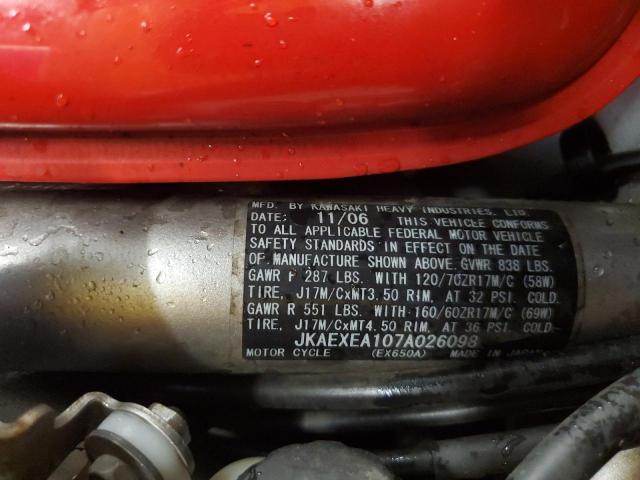 MFD. BY KAWASAKI HEAVY INDUSTRIES, LTD.
DATE: 11/06 THIS VEHICLE CONFORMS
TO ALL APPLICABLE FEDERAL MOTOR VEHICLE
SAFETY STANDARDS IN EFFECT ON THE DATE
OF MANUFACTURE SHOWN ABOVE. GVWR 838 LBS.
GAWR F 287 LBS. WITH 120/70ZR17M/C (58W)
TIRE, J17M/CxMT3.50 RIM, AT 32 PSI. COLD.
GAWR R 551 LBS. WITH 160/60ZR17M/C (69W)
TIRE, J17M/CxMT4.50 RIM, AT 36 PSI. COLD.
JKAEXEA107A026098
MOTOR CYCLE (EX650A) MADE IN JAPAN